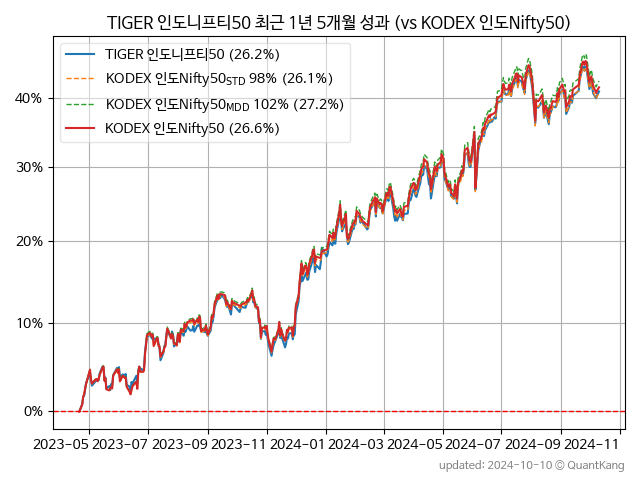 TIGER 인도니프티50 최근 1년 5개월 성과 (vs KODEX 인도Nifty50)
TIGER 인도니프티50 (26.2%)
KODEX 인도Nifty50STD 98% (26.1%)
KODEX 인도Nifty50MDD 102% (27.2%)
KODEX 인도Nifty50 (26.6%)
40%
30%
20%
10%
0%
2023-05 2023-07 2023-09 2023-11 2024-01 2024-03 2024-05 2024-07 2024-09 2024-11
updated: 2024-10-10 © QuantKang